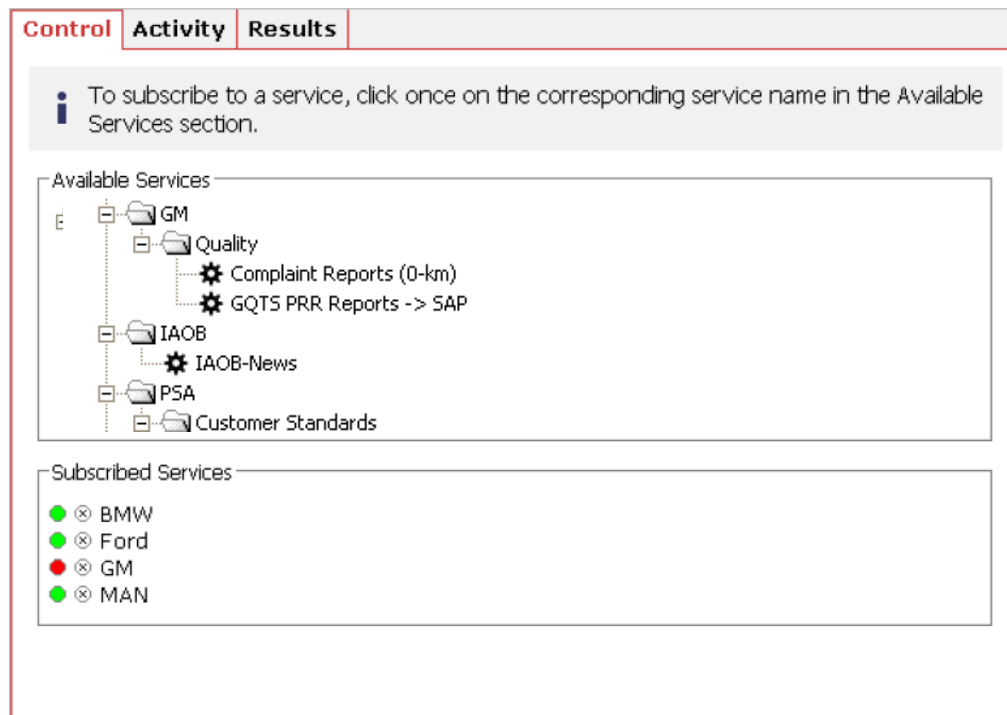 Control Activity Results
i To subscribe to a service, click once on the corresponding service name in the Available
Services section.
Available Services
GM
Quality
Complaint Reports (0-km)
GQTS PRR Reports -> SAP
IAOB
IAOB-News
PSA
Customer Standards
Subscribed Services
BMW
Ford
GM
MAN